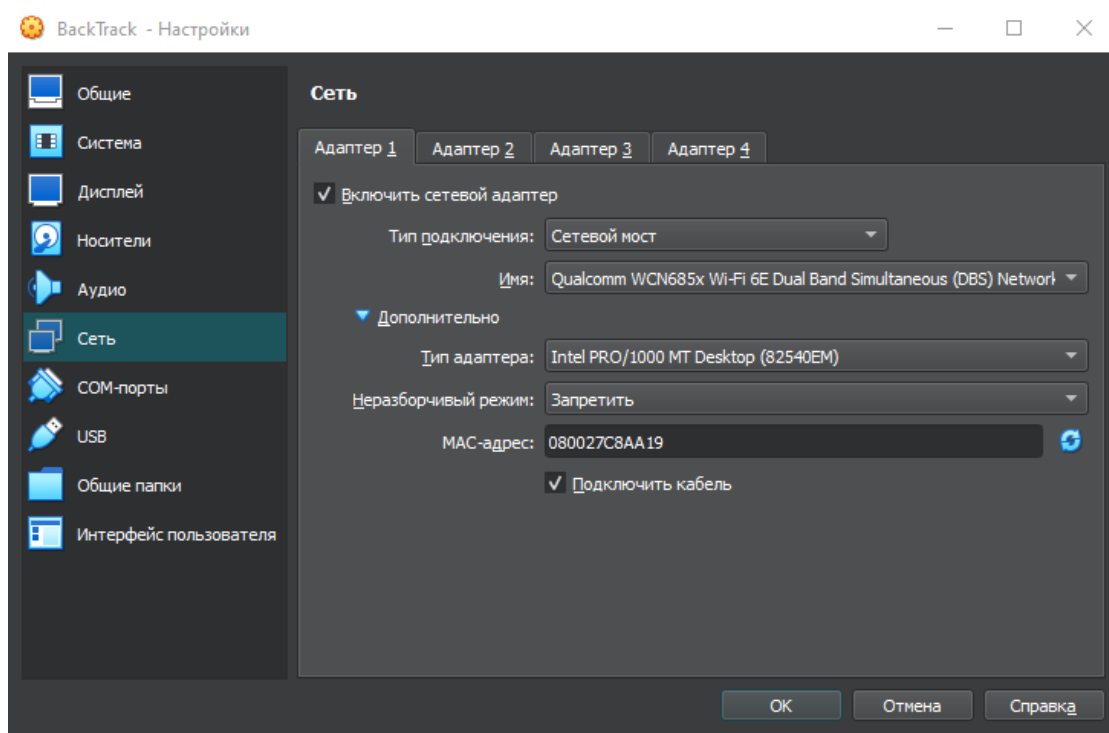 BackTrack - Настройки
Общие
Система
Дисплей
Носители
Аудио
Сеть
COM-порты
USB
Общие папки
Интерфейс пользователя
Сеть
Адаптер 1 Адаптер 2 Адаптер 3 Адаптер 4
Включить сетевой адаптер
Тип подключения: Сетевой мост
Имя: Qualcomm WCN685x Wi-Fi 6E Dual Band Simultaneous (DBS) Network
Дополнительно
Тип адаптера: Intel PRO/1000 MT Desktop (82540EM)
Неразборчивый режим: Запретить
MAC-адрес: 080027C8AA19
Подключить кабель
OK Отмена Справка